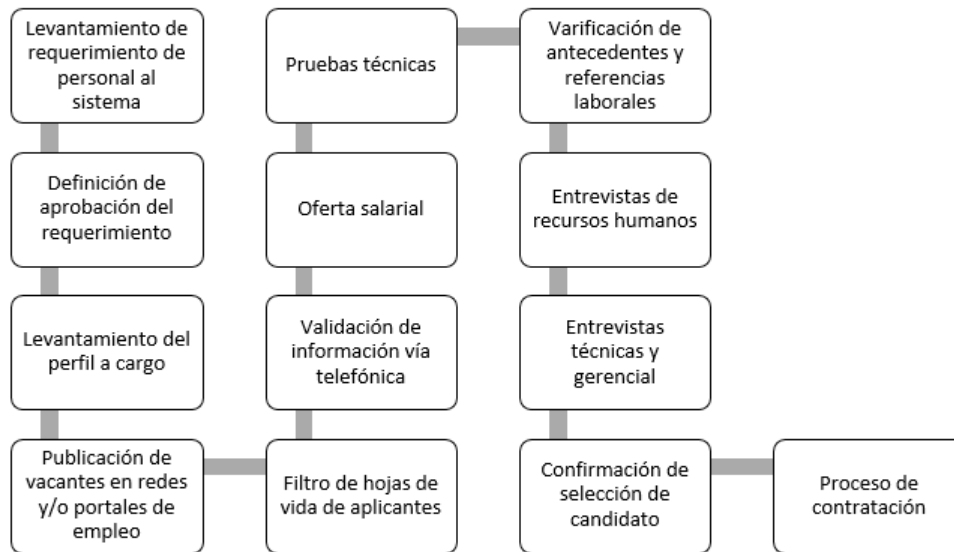 Levantamiento de
requerimiento de
personal al
sistema
Definición de
aprobación del
requerimiento
Levantamiento del
perfil a cargo
Publicación de
vacantes en redes
y/o portales de
empleo
Filtro de hojas de
vida de aplicantes
Validación de
información vía
telefónica
Oferta salarial
Pruebas técnicas
Varificación de
antecedentes y
referencias
laborales
Entrevistas de
recursos humanos
Entrevistas
técnicas y
gerencial
Confirmación de
selección de
candidato
Proceso de
contratación